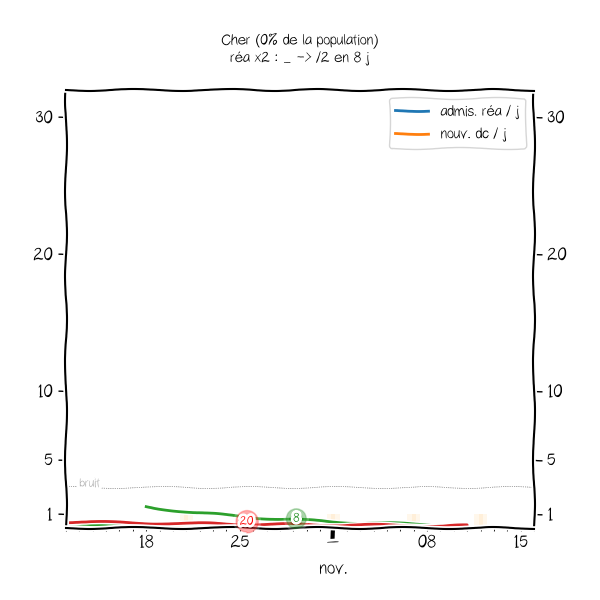 Cher (0% de la population)
réa x2 : _ -> /2 en 8 j
admis. réa / j
nouv. dc / j
30
30
20
20
10
10
5
5
bruit
1
1
20
8
18
25
08
15
nov.